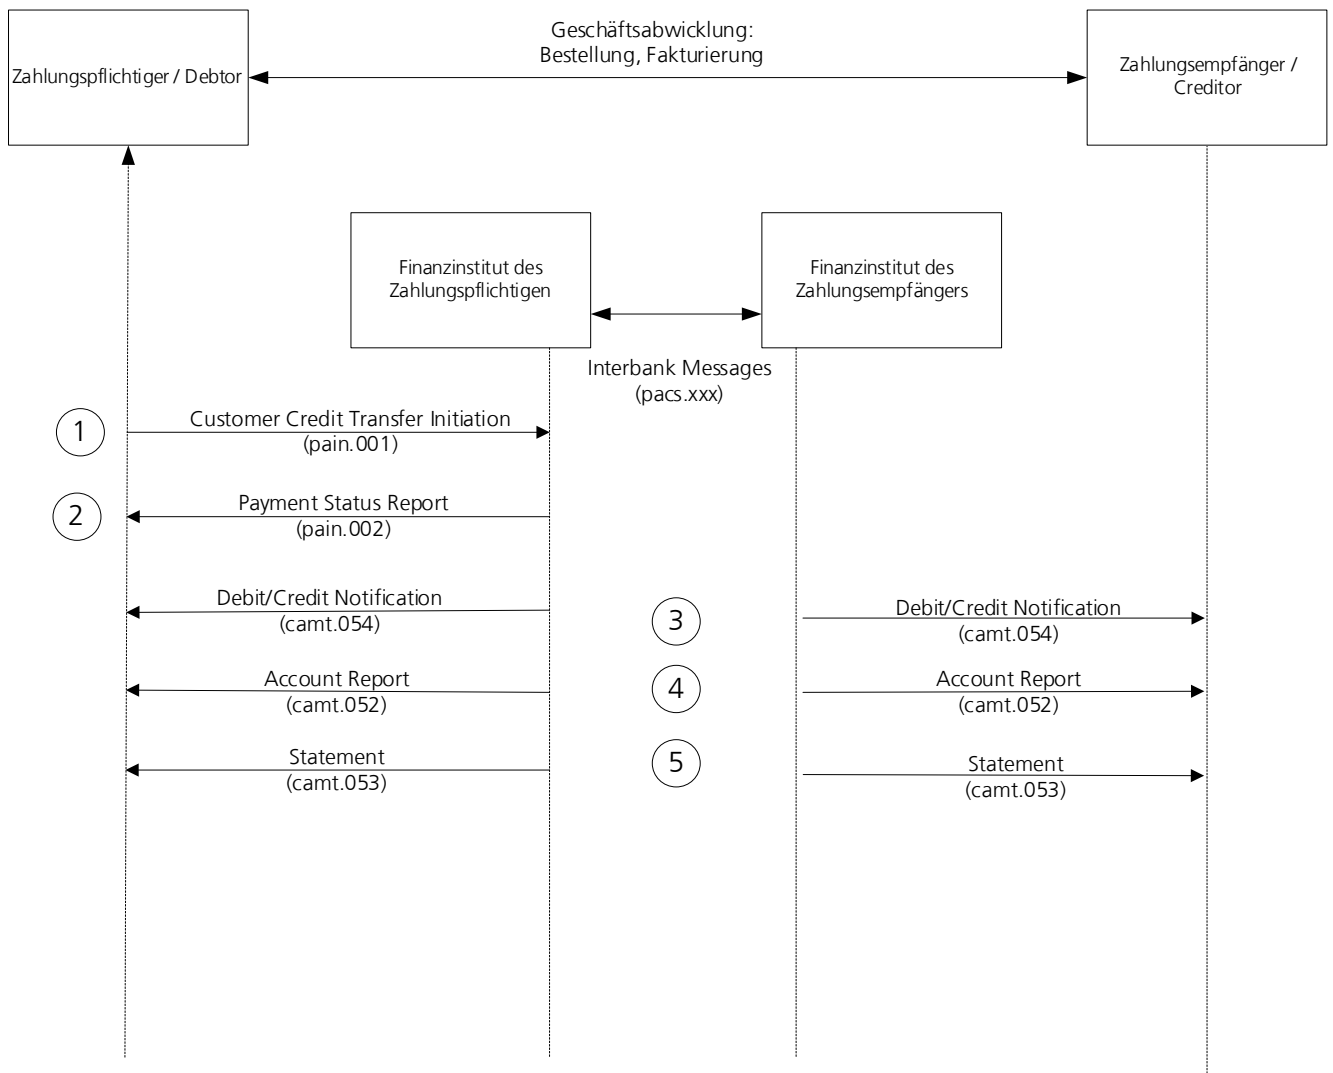 Geschäftsabwicklung:
Bestellung, Fakturierung
Zahlungspflichtiger / Debtor
Zahlungsempfänger /
Creditor
Finanzinstitut des
Zahlungspflichtigen
Finanzinstitut des
Zahlungsempfängers
Interbank Messages
(pacs.xxx)
1
Customer Credit Transfer Initiation
(pain.001)
2
Payment Status Report
(pain.002)
Debit/Credit Notification
(camt.054)
3
Debit/Credit Notification
(camt.054)
Account Report
(camt.052)
4
Account Report
(camt.052)
Statement
(camt.053)
5
Statement
(camt.053)